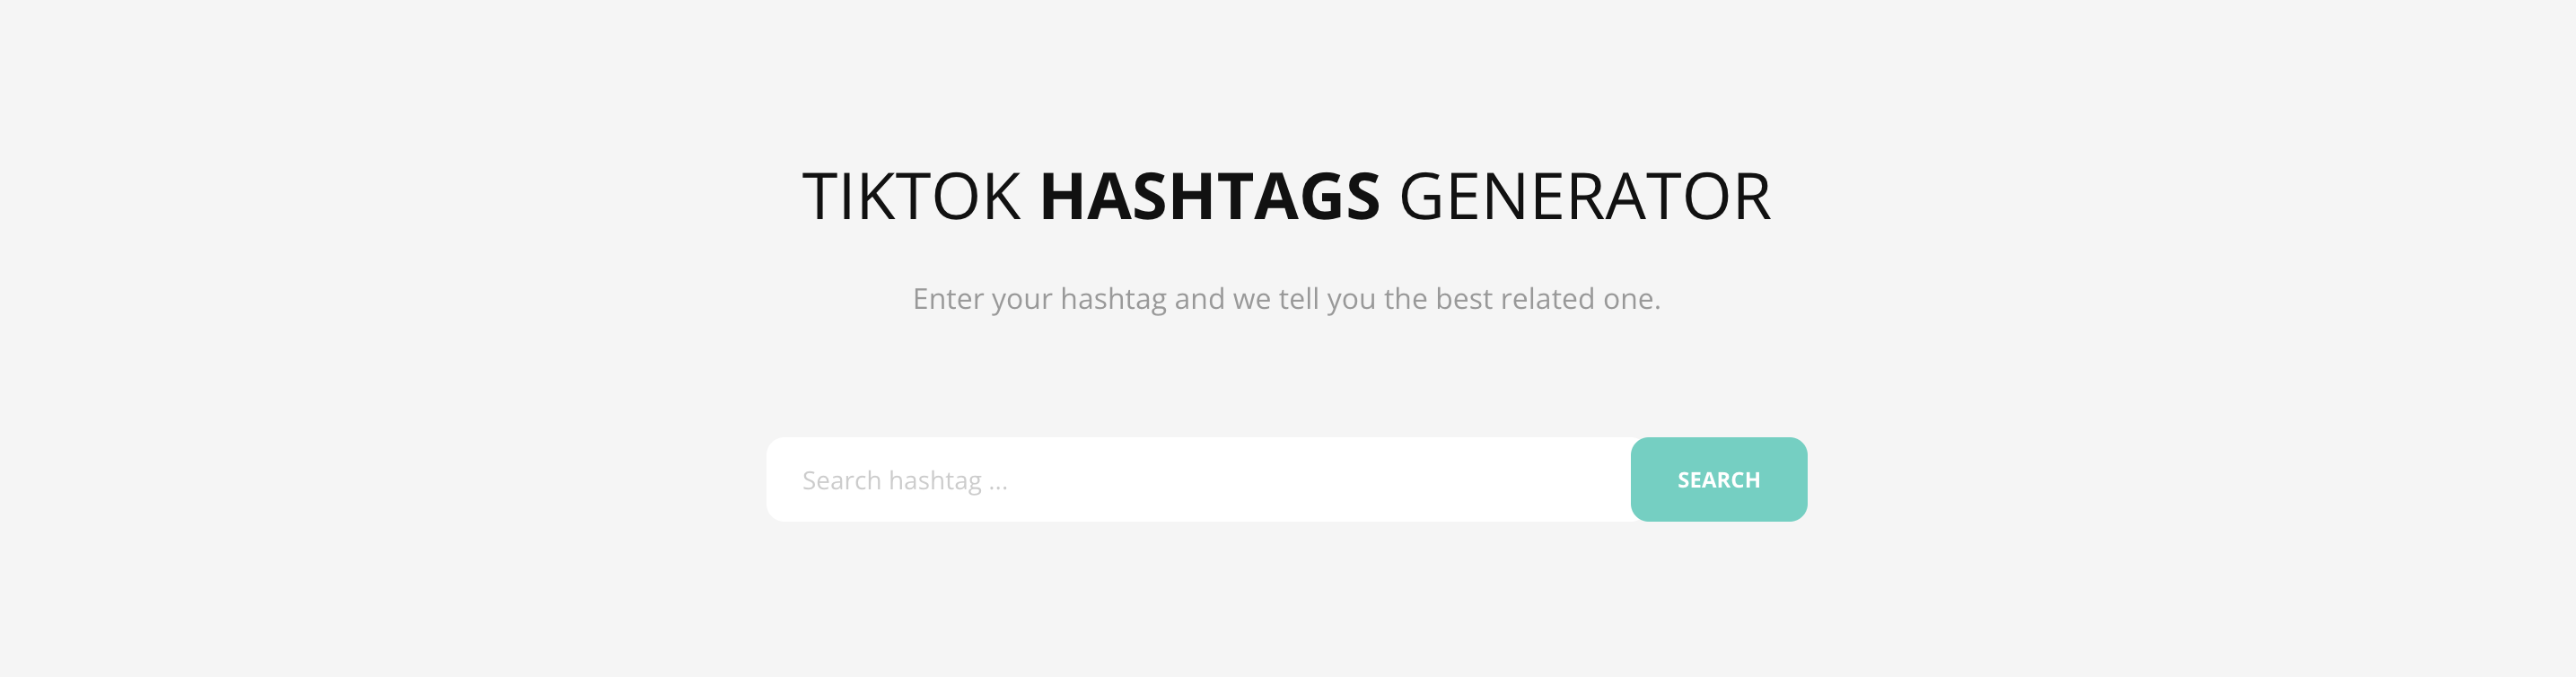 TIKTOK HASHTAGS GENERATOR
Enter your hashtag and we tell you the best related one.
Search hashtag ...
SEARCH